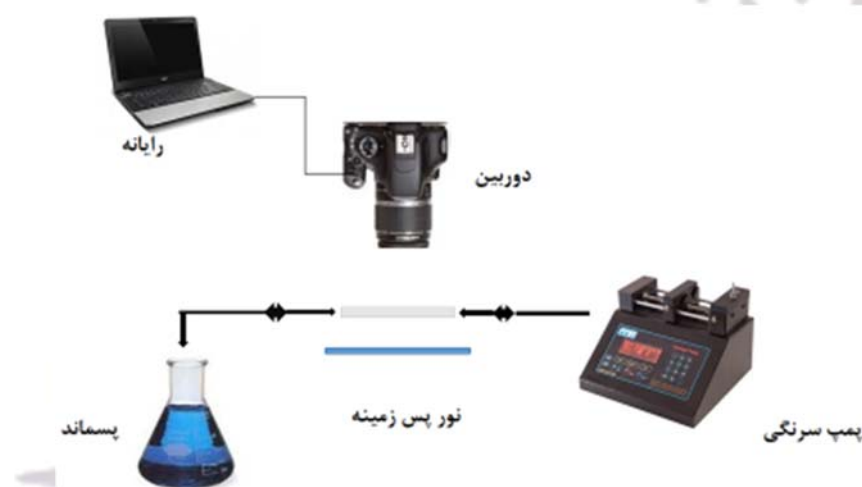 رایانه
دوربین
نور پس زمینه
پسماند
پمپ سرنگی